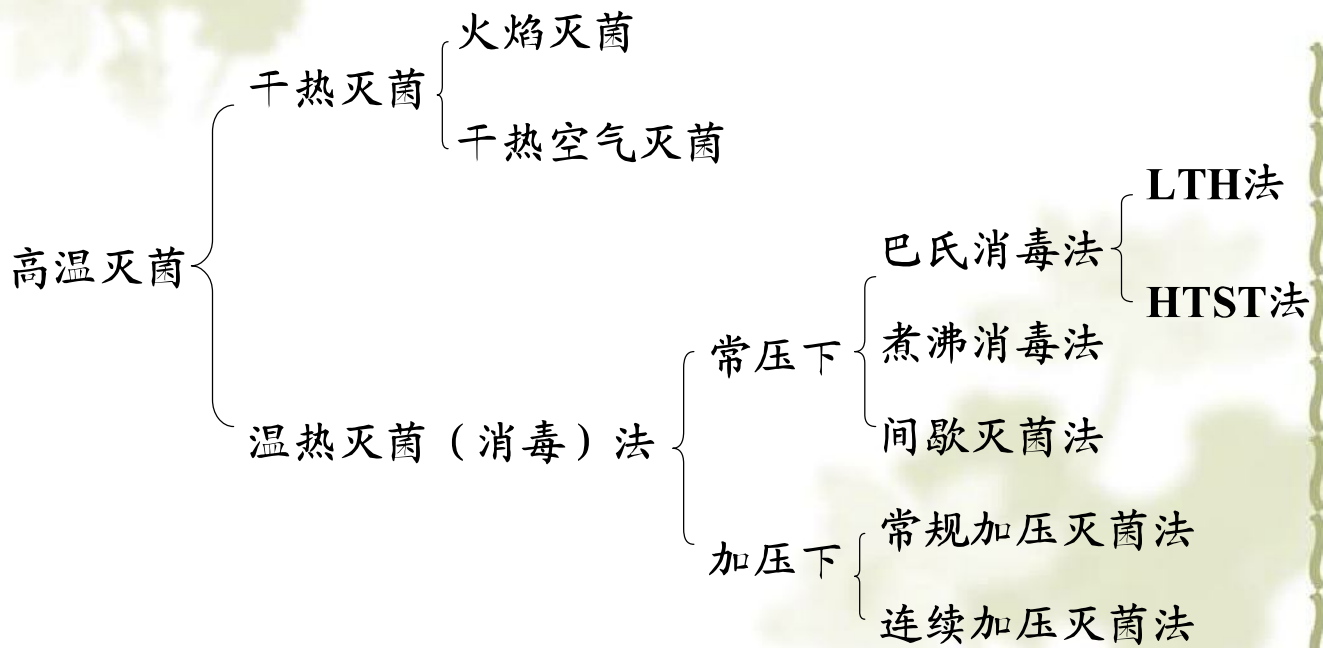 高温灭菌
干热灭菌
火焰灭菌
干热空气灭菌
温热灭菌（消毒）法
常压下
巴氏消毒法
LTH法
HTST法
煮沸消毒法
间歇灭菌法
加压下
常规加压灭菌法
连续加压灭菌法